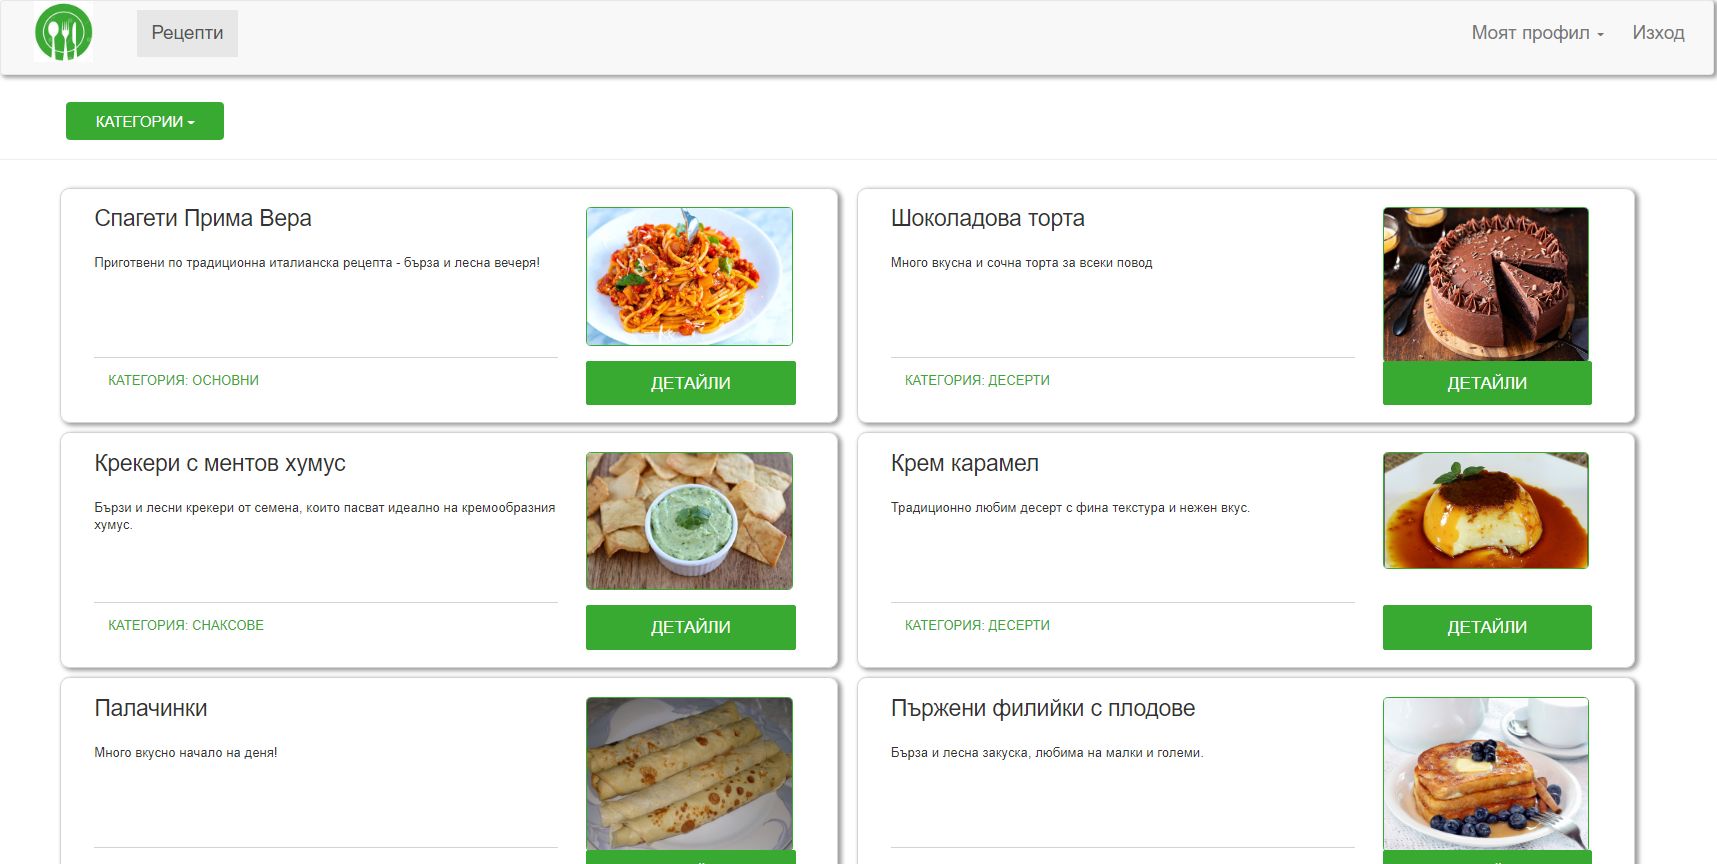 Рецепти
Моят профил
Изход
КАТЕГОРИИ
Спагети Прима Вера
Приготвени по традиционна италианска рецепта - бърза и лесна вечеря!
КАТЕГОРИЯ: ОСНОВНИ
ДЕТАЙЛИ
Шоколадова торта
Много вкусна и сочна торта за всеки повод
КАТЕГОРИЯ: ДЕСЕРТИ
ДЕТАЙЛИ
Крекери с ментов хумус
Бързи и лесни крекери от семена, които пасват идеално на кремообразния
хумус.
КАТЕГОРИЯ: СНАКСОВЕ
ДЕТАЙЛИ
Крем карамел
Традиционно любим десерт с фина текстура и нежен вкус.
КАТЕГОРИЯ: ДЕСЕРТИ
ДЕТАЙЛИ
Палачинки
Много вкусно начало на деня!
Пържени филийки с плодове
Бърза и лесна закуска, любима на малки и големи.